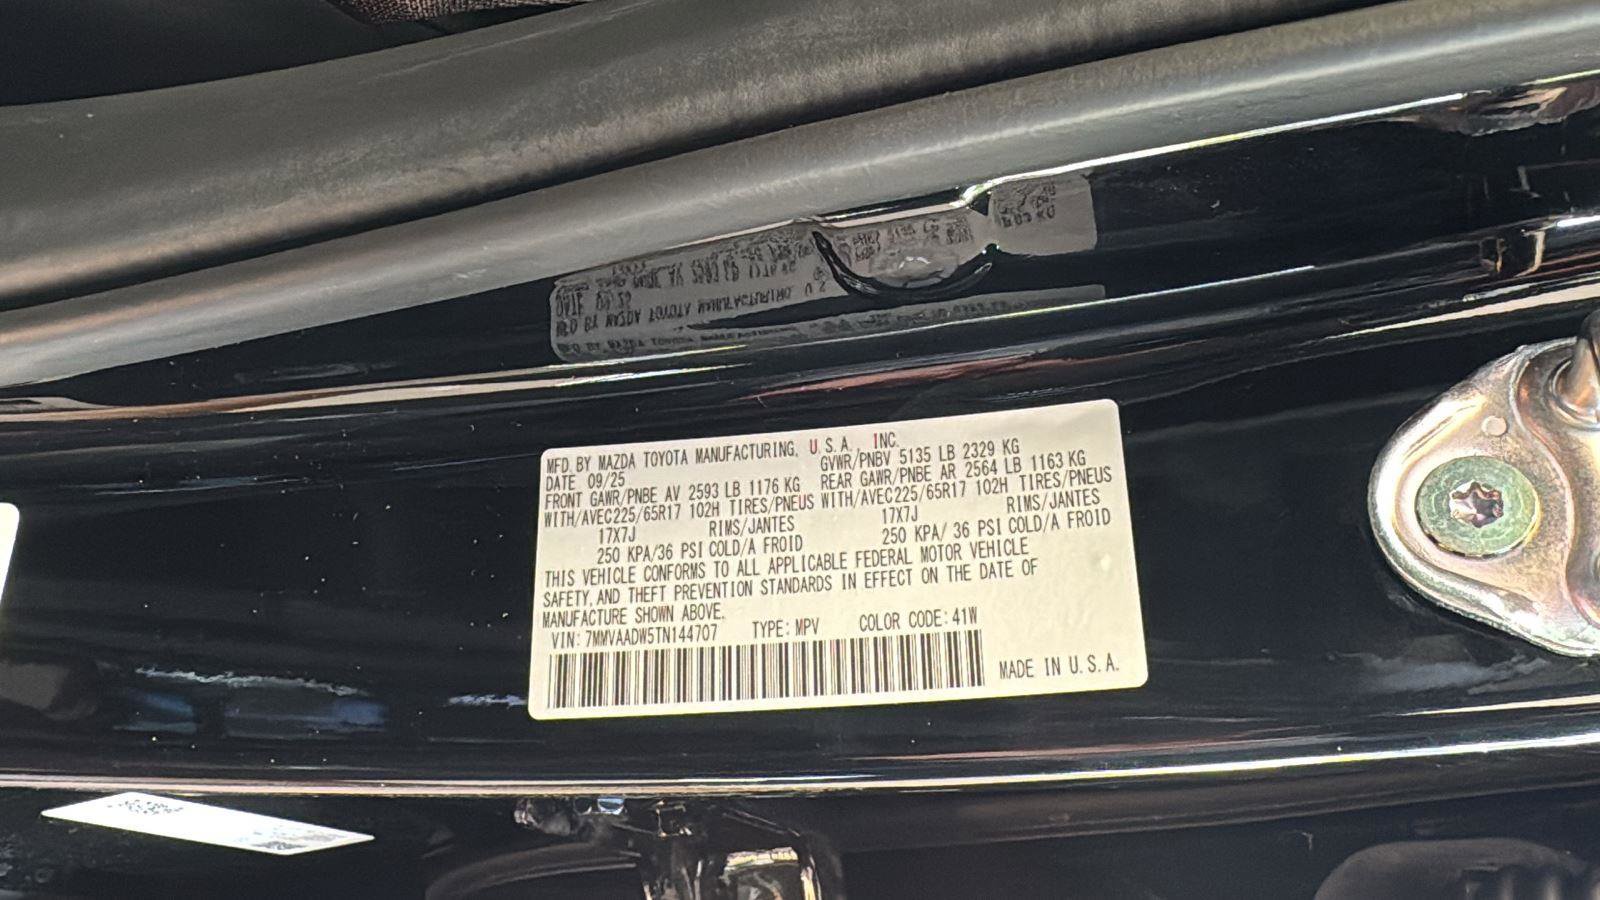 MFD. BY MAZDA TOYOTA MANUFACTURING, U.S.A., INC.
DATE 09/25 GVWR/PNBV 5135 LB 2329 KG
FRONT GAWR/PNBE AV 2593 LB 1176 KG REAR GAWR/PNBE AR 2564 LB 1163 KG
WITH/AVEC225/65R17 102H TIRES/PNEUS WITH/AVEC225/65R17 102H TIRES/PNEUS
17X7J RIMS/JANTES 17X7J RIMS/JANTES
250 KPA/36 PSI COLD/A FROID 250 KPA/ 36 PSI COLD/A FROID
THIS VEHICLE CONFORMS TO ALL APPLICABLE FEDERAL MOTOR VEHICLE
SAFETY, AND THEFT PREVENTION STANDARDS IN EFFECT ON THE DATE OF
MANUFACTURE SHOWN ABOVE.
VIN: 7MMVAADW5TN144707 TYPE: MPV COLOR CODE: 41W
MADE IN U.S.A.